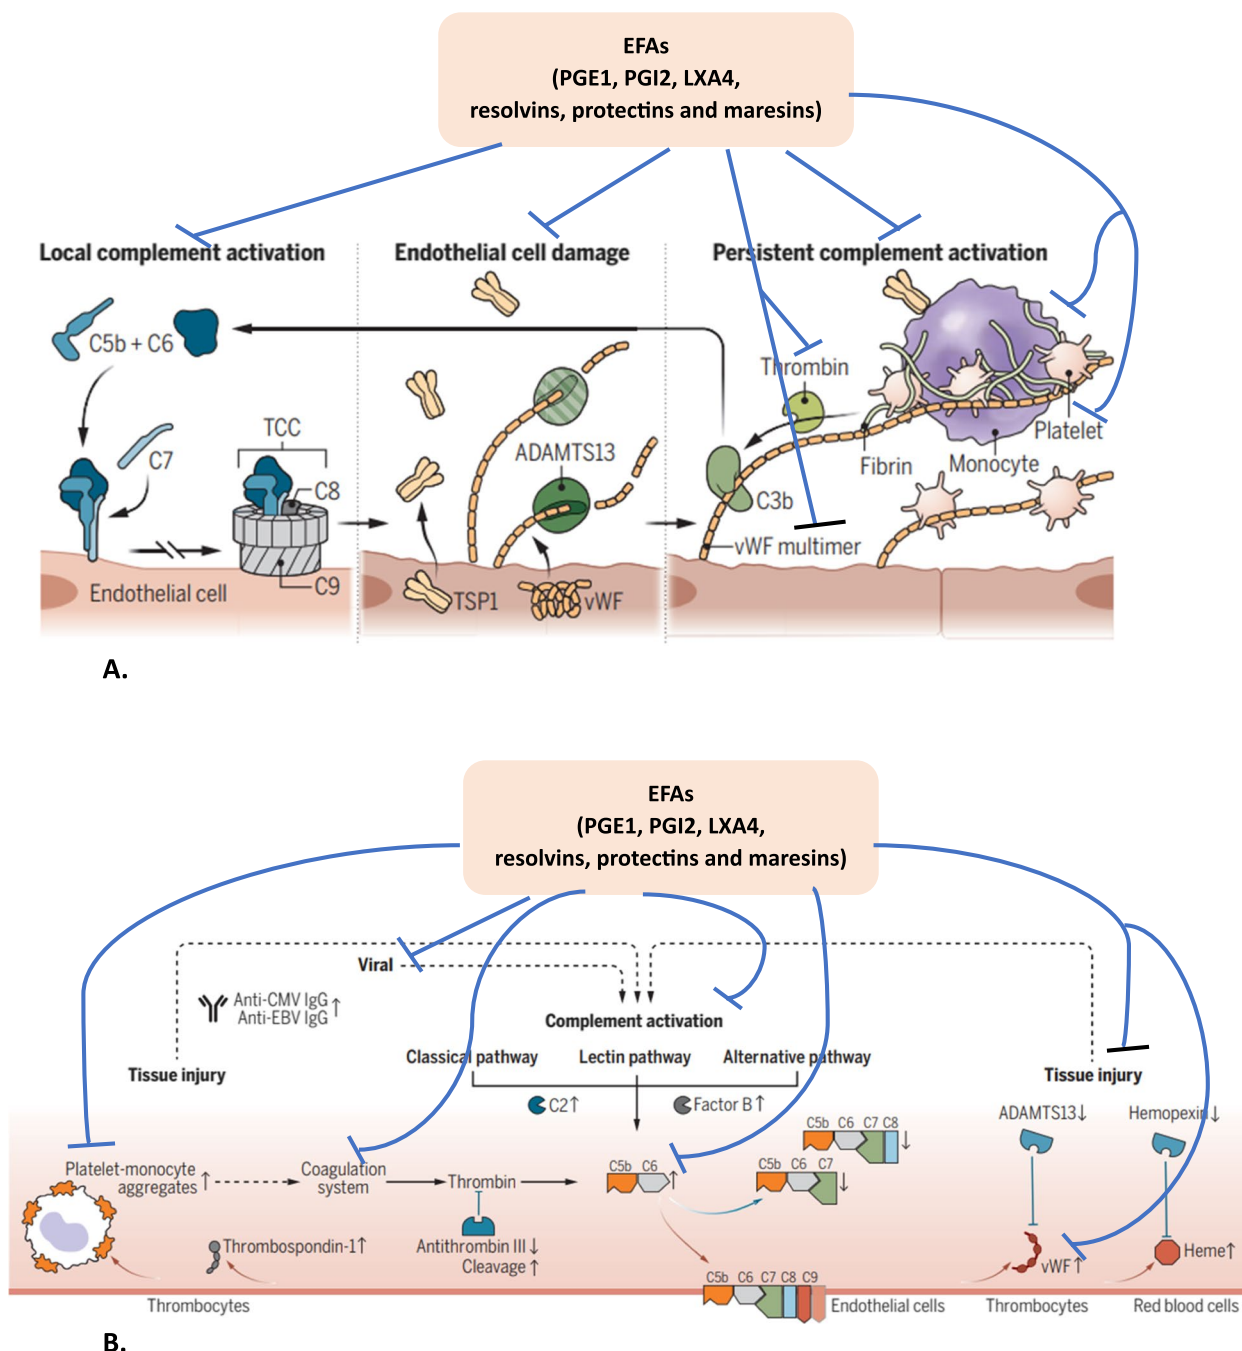 EFAs
(PGE1, PGI2, LXA4,
resolvins, protectins and maresins)
Local complement activation
Endothelial cell damage
Persistent complement activation
C5b + C6
Thrombin
TCC
C7
C8
ADAMTS13
Platelet
Fibrin
Monocyte
C3b
vWF multimer
C9
Endothelial cell
TSP1
vWF
A.
EFAs
(PGE1, PGI2, LXA4,
resolvins, protectins and maresins)
Viral
Anti-CMV IgG ↑
Anti-EBV IgG
Complement activation
Classical pathway
Lectin pathway
Alternative pathway
Tissue injury
Tissue injury
C2↑
Factor B↑
ADAMTS13↓
Hemopexin↓
C5b C6 C7 C8 ↓
Platelet-monocyte
aggregates ↑
Coagulation
system
Thrombin
C5b C6 ↑
C5b C6 C7 ↓
Thrombospondin-1↑
Antithrombin III ↓
Cleavage ↑
vWF↑
Heme↑
C5b C6 C7 C8 C9
Thrombocytes
Endothelial cells
Thrombocytes
Red blood cells
B.